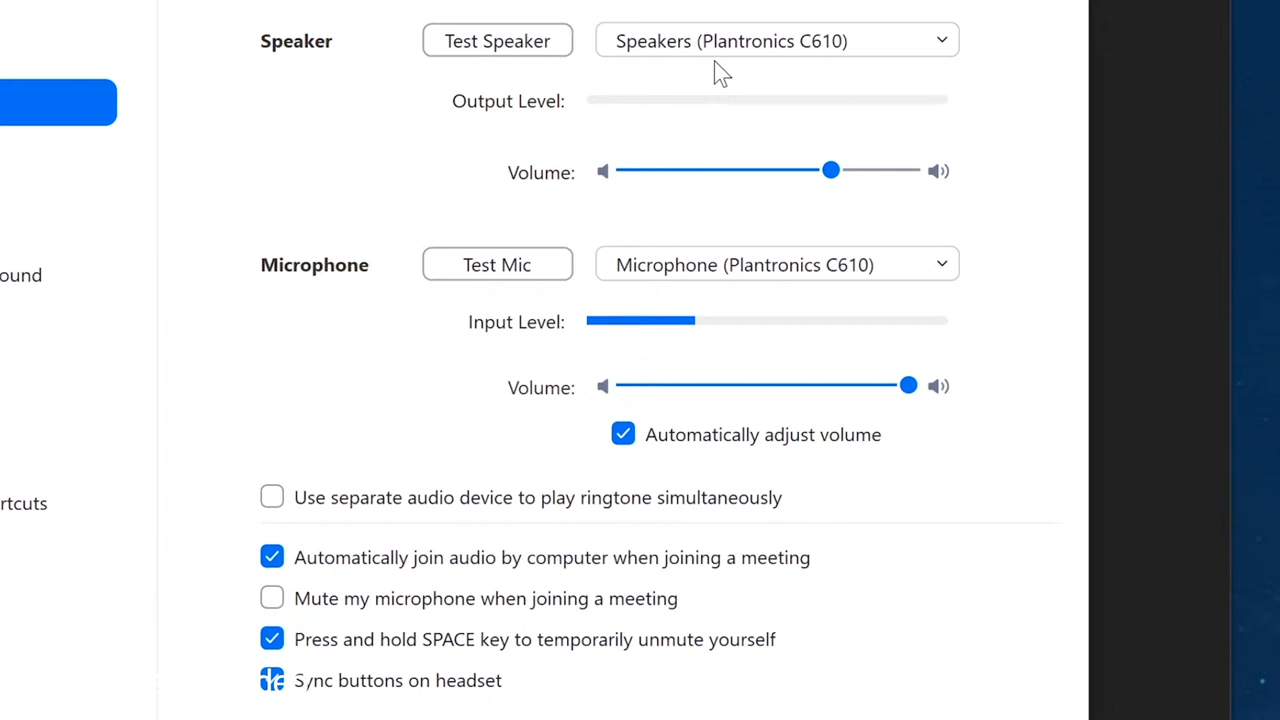 Speaker
Test Speaker
Speakers (Plantronics C610)
Output Level:
Volume:
Microphone
Test Mic
Microphone (Plantronics C610)
ound
Input Level:
Volume:
Automatically adjust volume
Use separate audio device to play ringtone simultaneously
rtcuts
Automatically join audio by computer when joining a meeting
Mute my microphone when joining a meeting
Press and hold SPACE key to temporarily unmute yourself
Sync buttons on headset